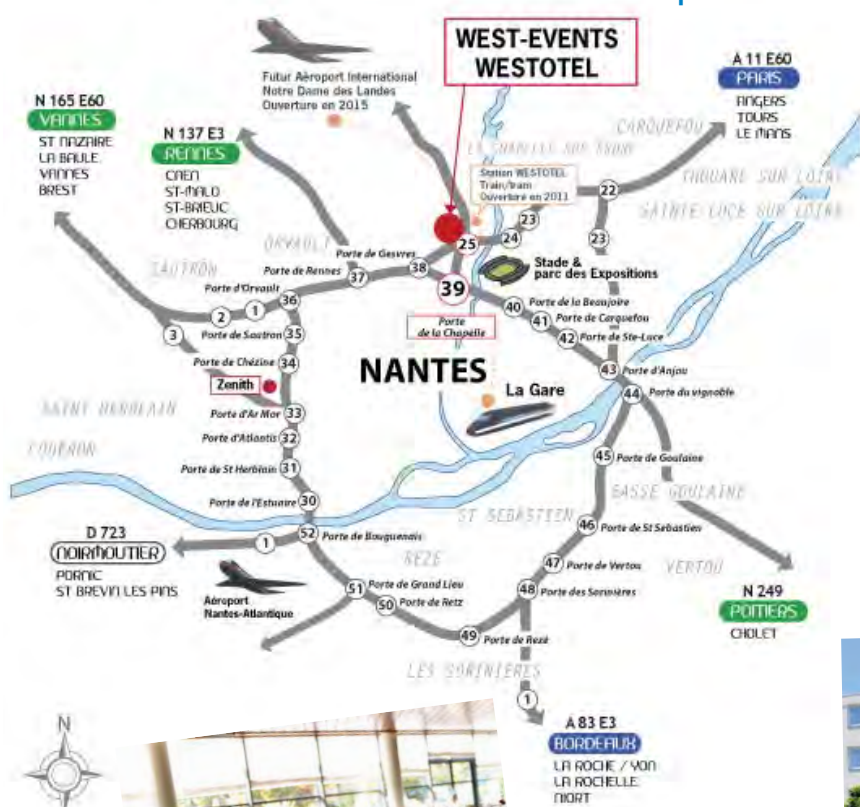 WEST-EVENTS
WESTOTEL
A 11 E60
PARIS
ANGERS
TOURS
LE MANS
Futur Aéroport International
Notre Dame des Landes
Ouverture en 2015
N 165 E60
VANNES
ST NAZAIRE
LA BAULE
VANNES
BREST
N 137 E3
RENNES
CAEN
ST-MALO
ST-BRIEUC
CHERBOURG
CARQUEFOU
LA CHAPELLE SUR ERDRE
Station WESTOTEL
Train/tram
Ouverture en 2011
THOUARE SUR LOIRE
SAINTE-LUCE SUR LOIRE
22
23
23
24
25
ORVAULT
SAUTRON
Porte de Gesvres
38
Porte de Rennes
37
Stade &
parc des Expositions
39
Porte
de la Chapelle
Porte d'Orvault
36
1
2
3
40
Porte de la Beaujoire
41
Porte de Carquefou
42
Porte de Ste-Luce
Porte de Sautron
35
Porte de Chézine
34
NANTES
Zenith
La Gare
43
Porte d'Anjou
44
Porte du vignoble
SAINT HERBLAIN
COUERON
Porte d'Ar Mor
33
Porte d'Atlantis
32
Porte de St Herblain
31
Porte de l'Estuaire
30
45
Porte de Goulaine
BASSE GOULAINE
ST SEBASTIEN
46
Porte de St Sebastien
D 723
NOIRMOUTIER
PORNIC
ST BREVIN LES PINS
1
52
Porte de Bouguenais
REZE
47
Porte de Vertou
VERTOU
Aéroport
Nantes-Atlantique
51
Porte de Grand Lieu
50
Porte de Retz
48
Porte des Sorinières
49
Porte de Rezé
N 249
POITIERS
CHOLET
LES SORINIÈRES
1
A 83 E3
BORDEAUX
LA ROCHE / YON
LA ROCHELLE
NIORT
N